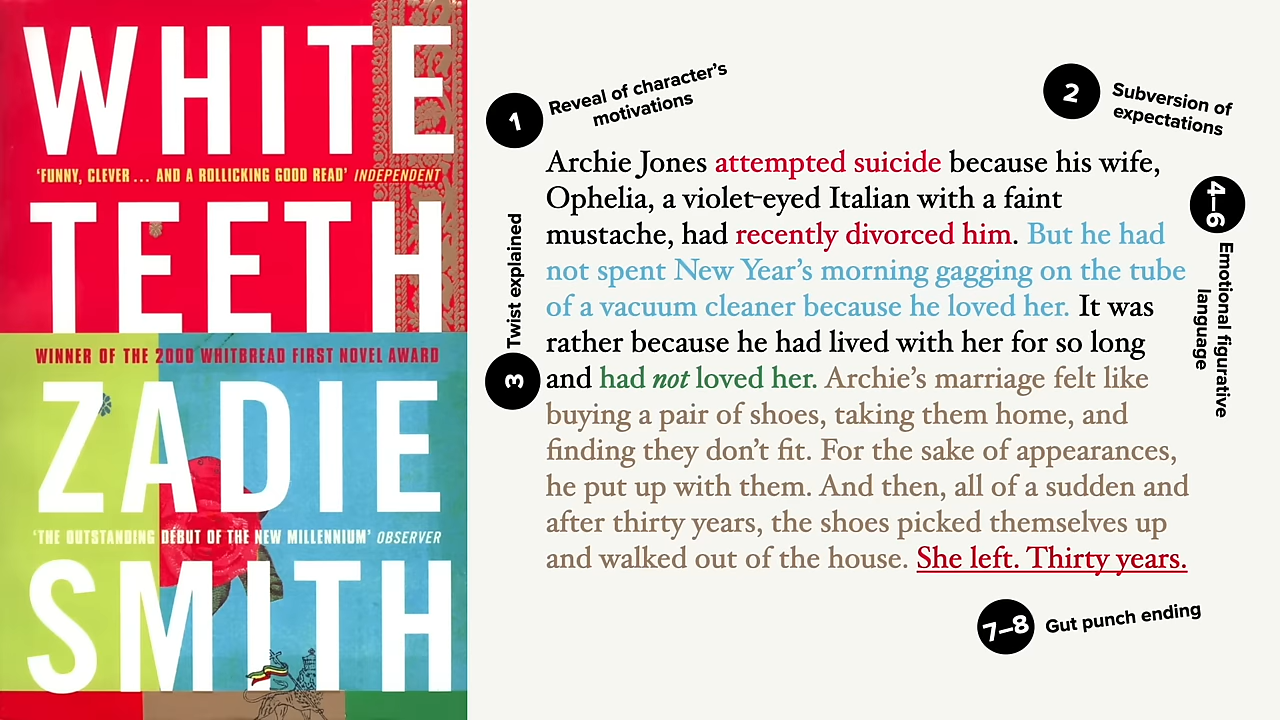 WHITE
'FUNNY, CLEVER ... AND A ROLLICKING GOOD READ' INDEPENDENT
TEETH
WINNER OF THE 2000 WHITBREAD FIRST NOVEL AWARD
ZADIE
'THE OUTSTANDING DÉBUT OF THE NEW MILLENNIUM' OBSERVER
SMITH
1
Reveal of character's
motivations
2
Subversion of
expectations
Archie Jones attempted suicide because his wife,
Ophelia, a violet-eyed Italian with a faint
mustache, had recently divorced him. But he had
not spent New Year's morning gagging on the tube
of a vacuum cleaner because he loved her. It was
rather because he had lived with her for so long
and had not loved her. Archie's marriage felt like
buying a pair of shoes, taking them home, and
finding they don't fit. For the sake of appearances,
he put up with them. And then, all of a sudden and
after thirty years, the shoes picked themselves up
and walked out of the house. She left. Thirty years.
3
Twist explained
4–6
Emotional figurative
language
7–8
Gut punch ending